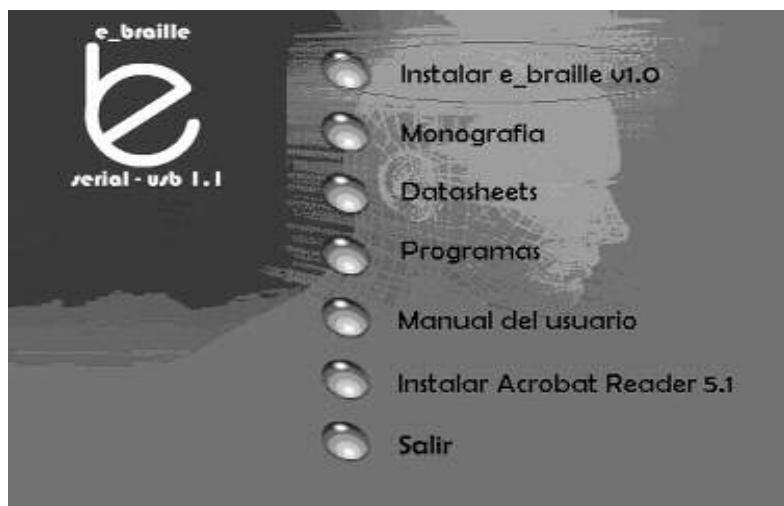 e_braille
serial - usb 1.1
Instalar e_braille v1.0
Monografia
Datasheets
Programas
Manual del usuario
Instalar Acrobat Reader 5.1
Salir